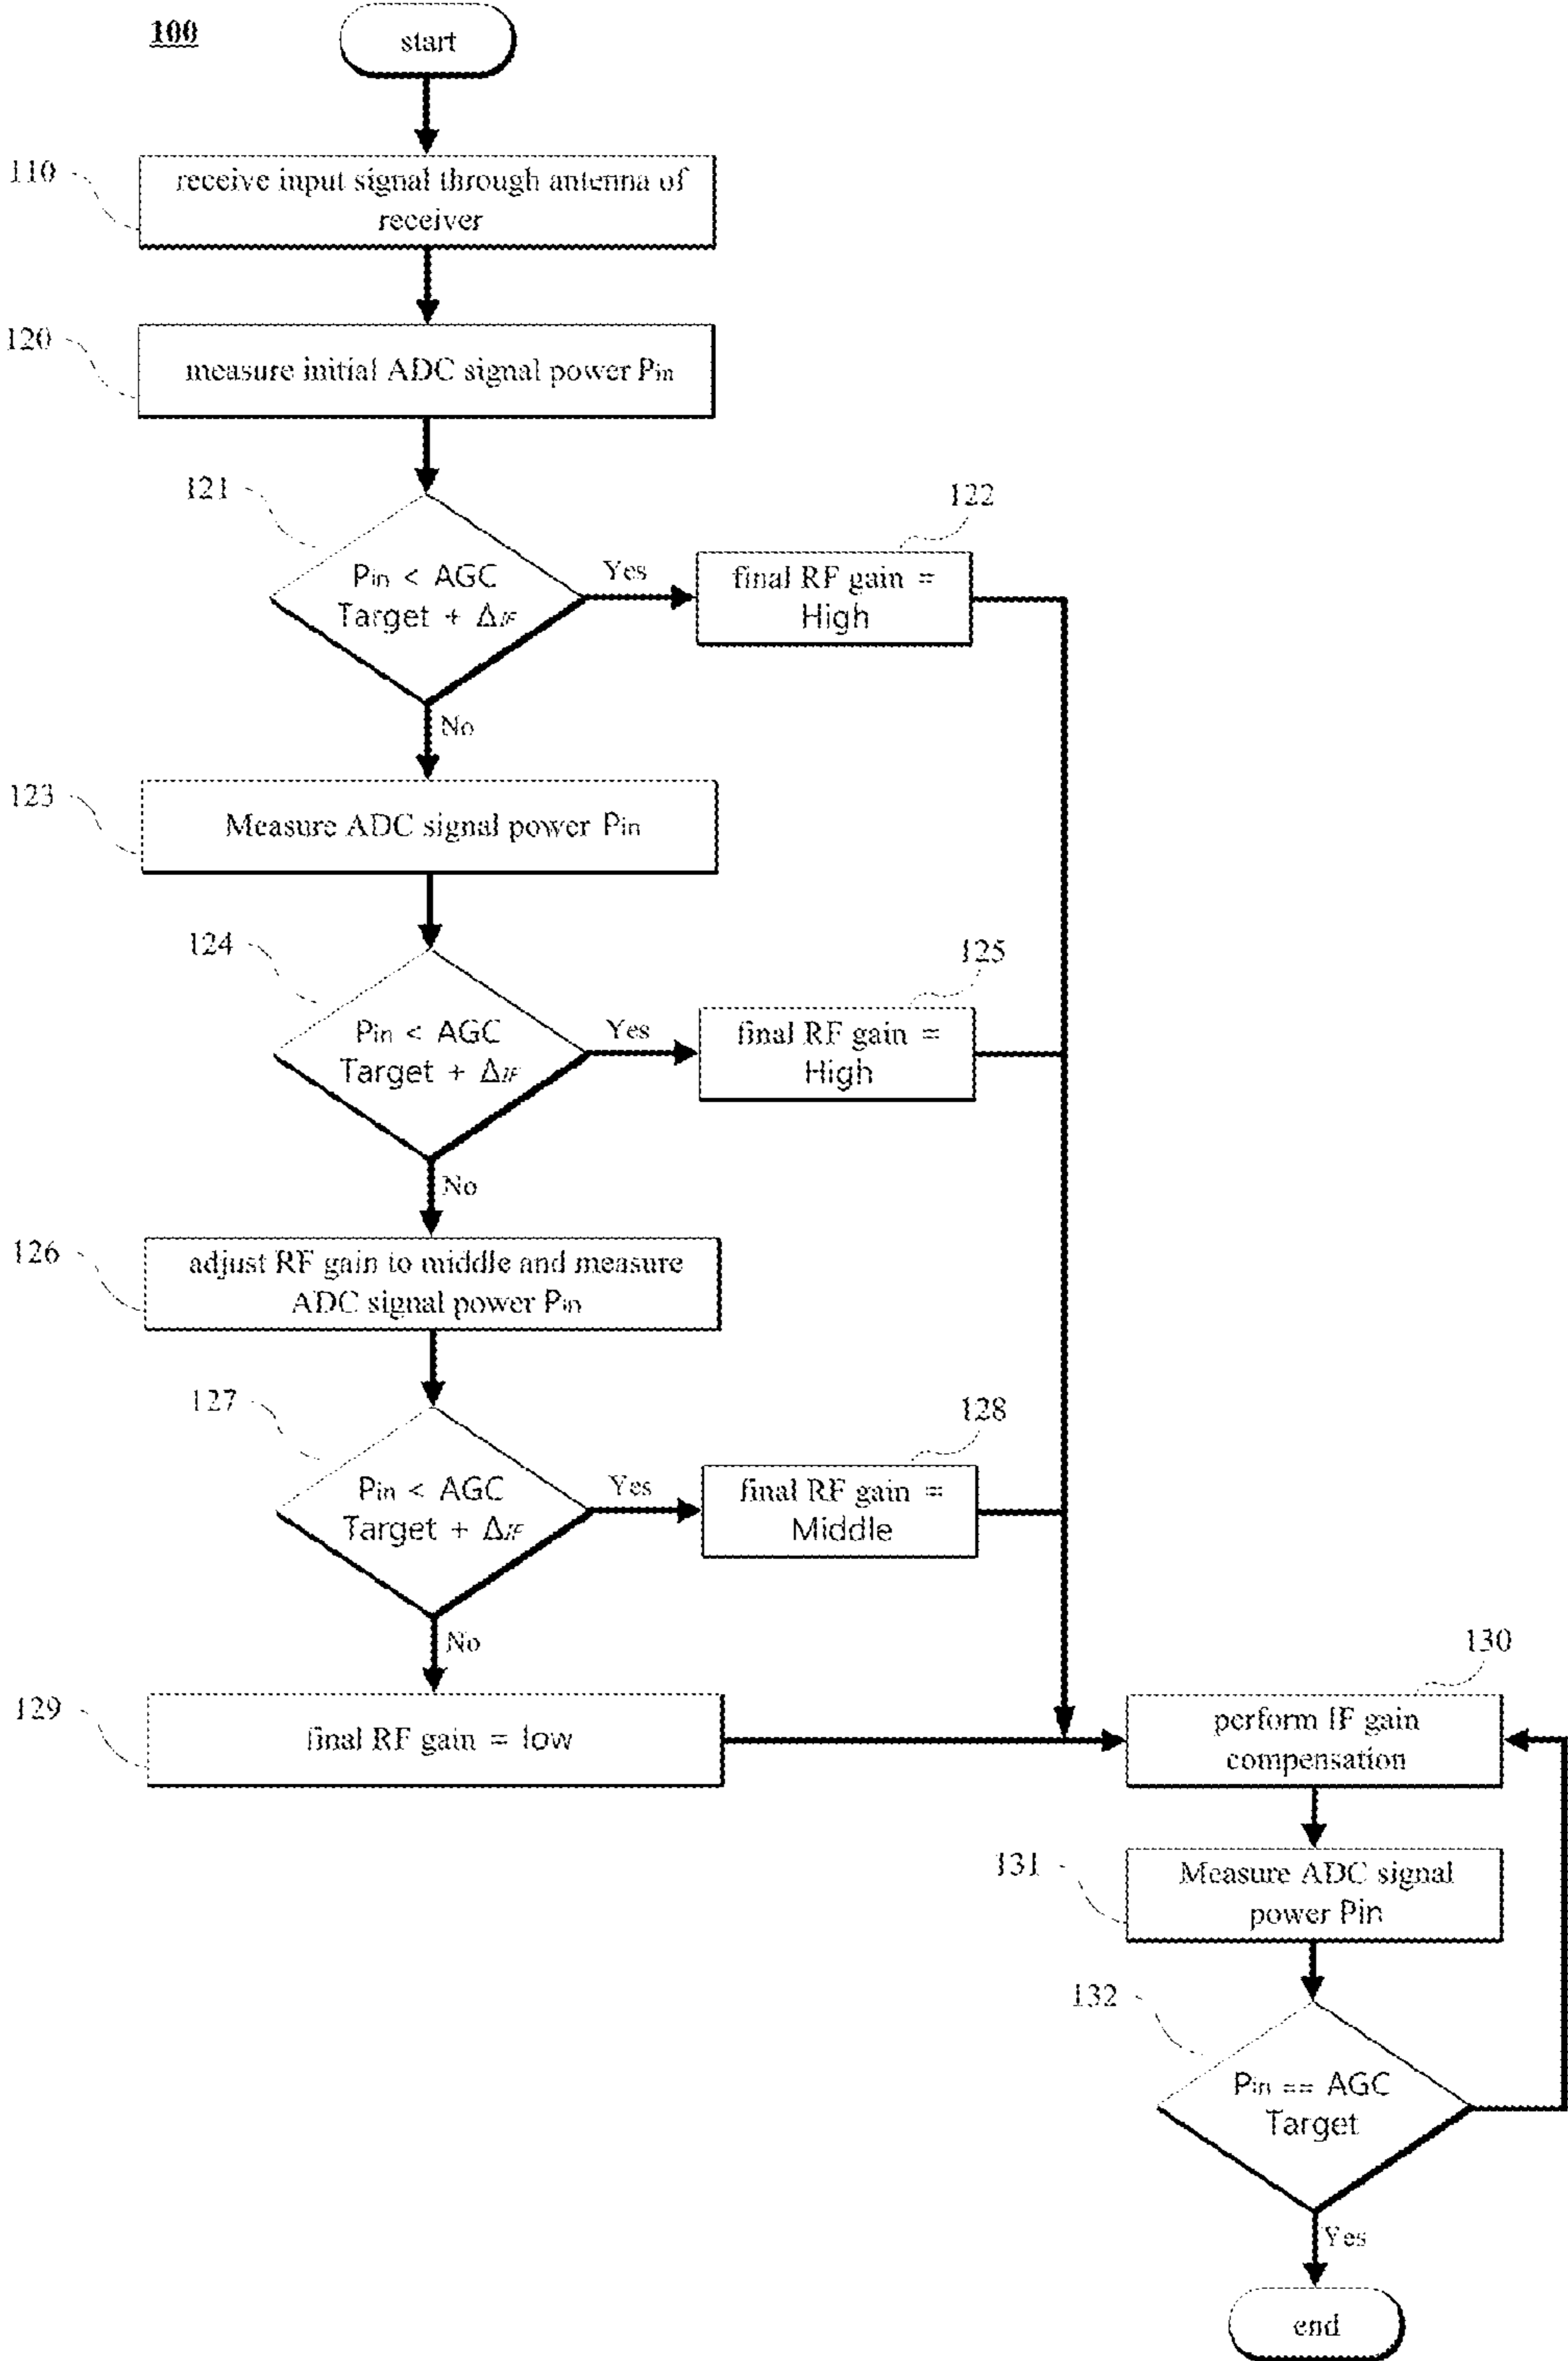 100
start
110
receive input signal through antenna of
receiver
120
measure initial ADC signal power Pin
121
Pin < AGC
Target + ΔIF
Yes
122
final RF gain =
High
No
123
Measure ADC signal power Pin
124
Pin < AGC
Target + ΔIF
Yes
125
final RF gain =
High
No
126
adjust RF gain to middle and measure
ADC signal power Pin
127
Pin < AGC
Target + ΔIF
Yes
128
final RF gain =
Middle
No
129
final RF gain = low
130
perform IF gain
compensation
131
Measure ADC signal
power Pin
132
Pin == AGC
Target
Yes
end